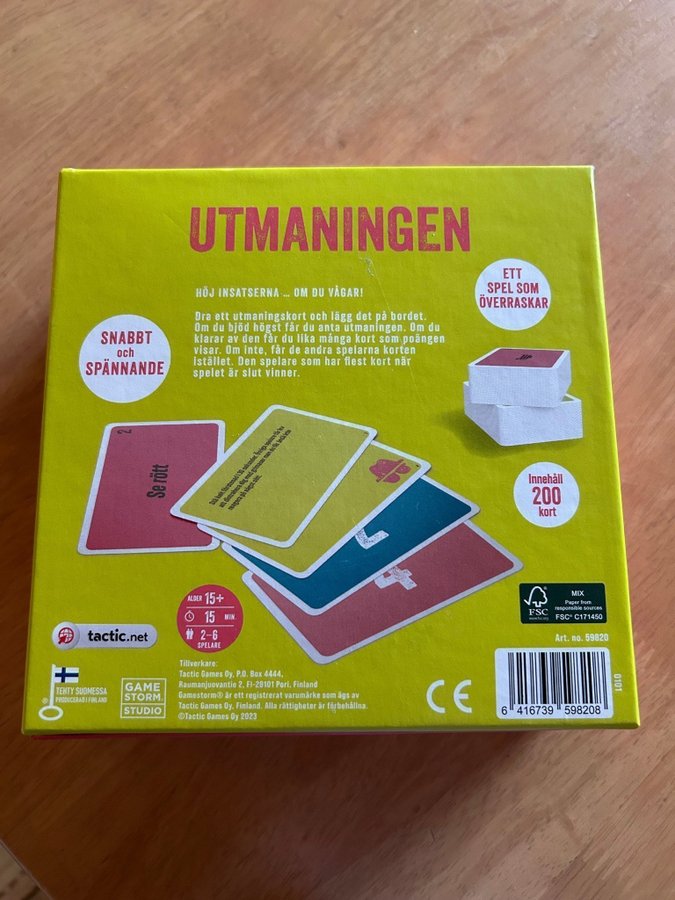 UTMANINGEN
HÖJ INSATSERNA ... OM DU VÅGAR!
Dra ett utmaningskort och lägg det på bordet.
Om du bjöd högst får du anta utmaningen. Om du
klarar av den får du lika många kort som poängen
visar. Om inte, får de andra spelarna korten
istället. Den spelare som har flest kort när
spelet är slut vinner.
SNABBT
och
SPÄNNANDE
ETT
SPEL SOM
ÖVERRASKAR
Innehåll
200
kort
2
Se rött
ÅLDER 15+
15 MIN.
2-6
SPELARE
tactic.net
TEHTY SUOMESSA
PRODUCERAD I FINLAND
GAME
STORM
STUDIO
Tillverkare:
Tactic Games Oy, P.O. Box 4444,
Raumanjuovantie 2, FI-28101 Pori, Finland
Gamestorm® är ett registrerat varumärke som ägs av
Tactic Games Oy, Finland. Alla rättigheter är förbehållna.
©Tactic Games Oy 2023
CE
FSC
www.fsc.org
MIX
Paper from
responsible sources
FSC® C171450
Art. no. 59820
6 416739 598208
0101